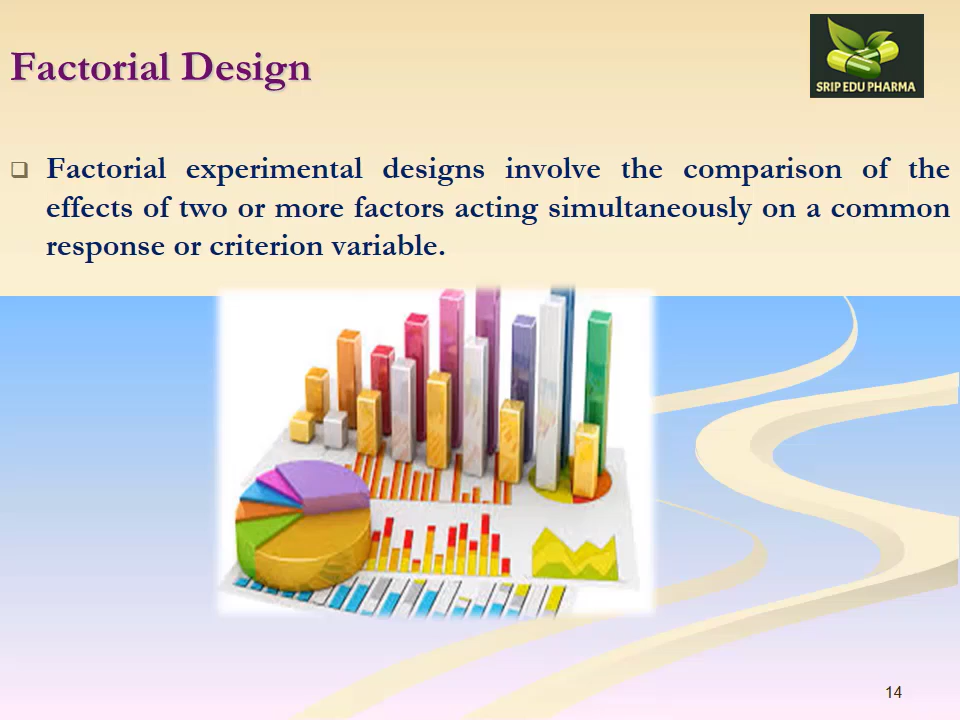 Factorial Design
SRIP EDU PHARMA
Factorial experimental designs involve the comparison of the
effects of two or more factors acting simultaneously on a common
response or criterion variable.
14